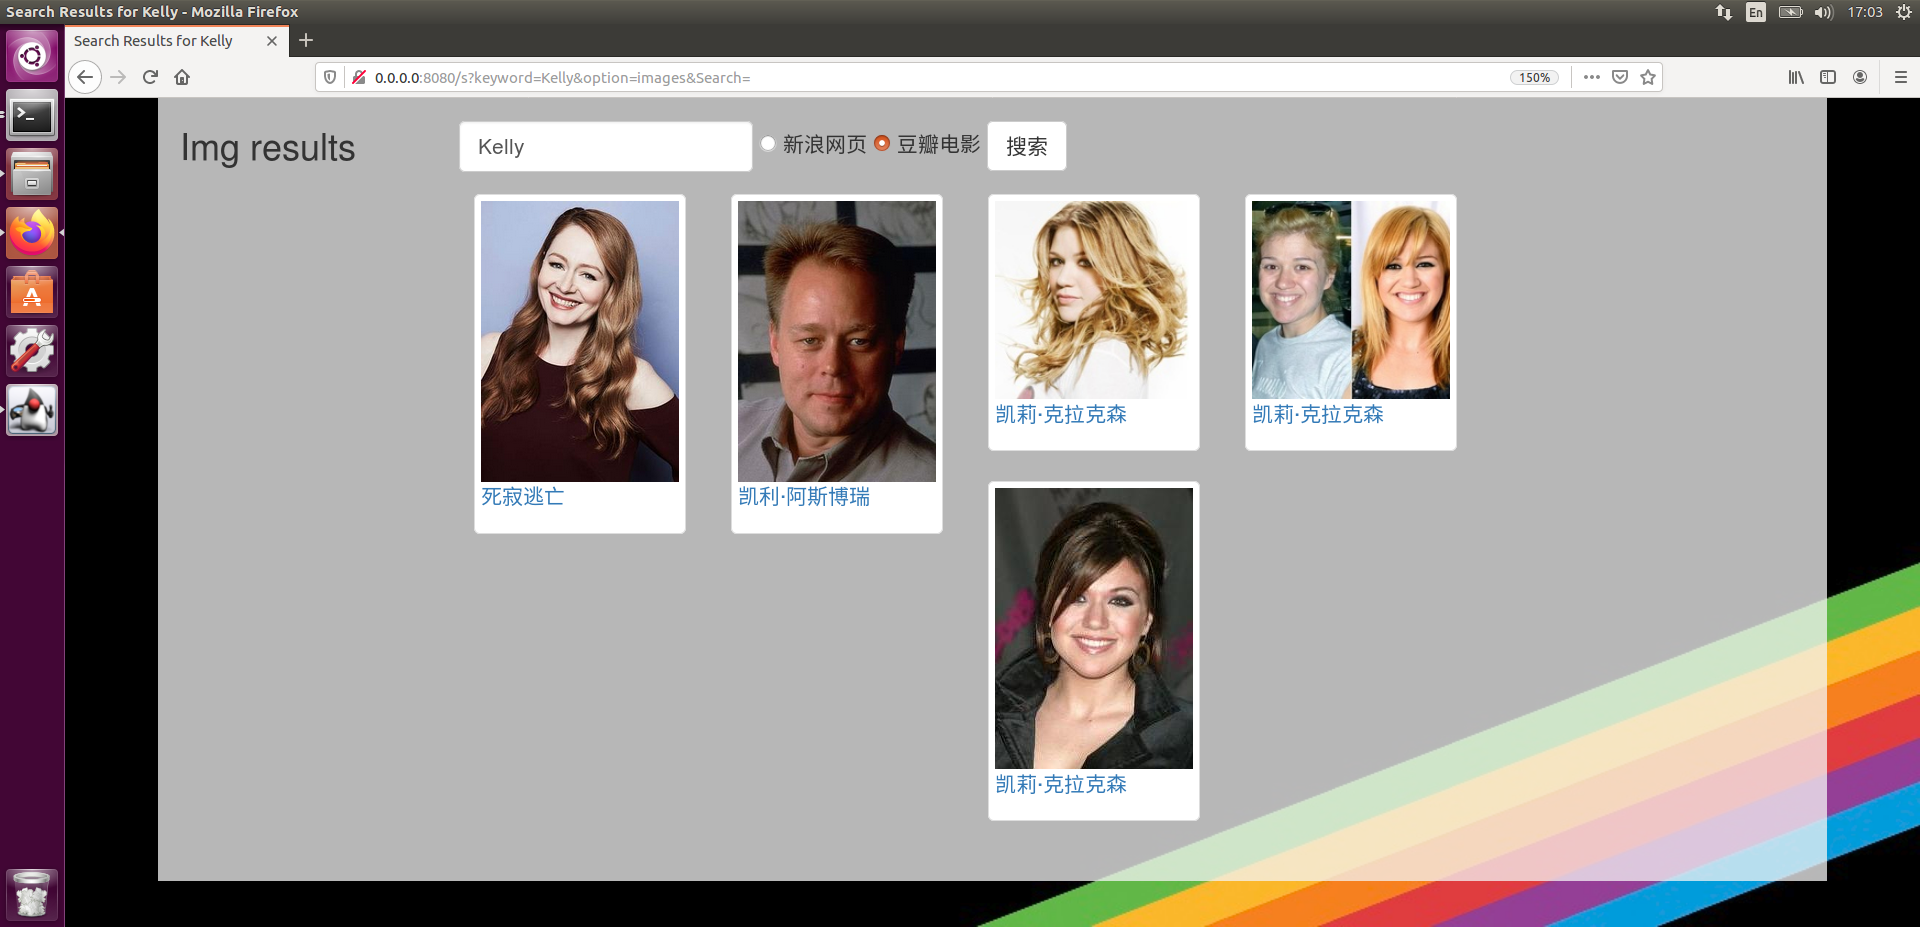 Search Results for Kelly - Mozilla Firefox
En
17:03
Search Results for Kelly
0.0.0.0:8080/s?keyword=Kelly&option=images&Search=
150%
Img results
Kelly
新浪网页
豆瓣电影
搜索
死寂逃亡
凯利·阿斯博瑞
凯莉·克拉克森
凯莉·克拉克森
凯莉·克拉克森